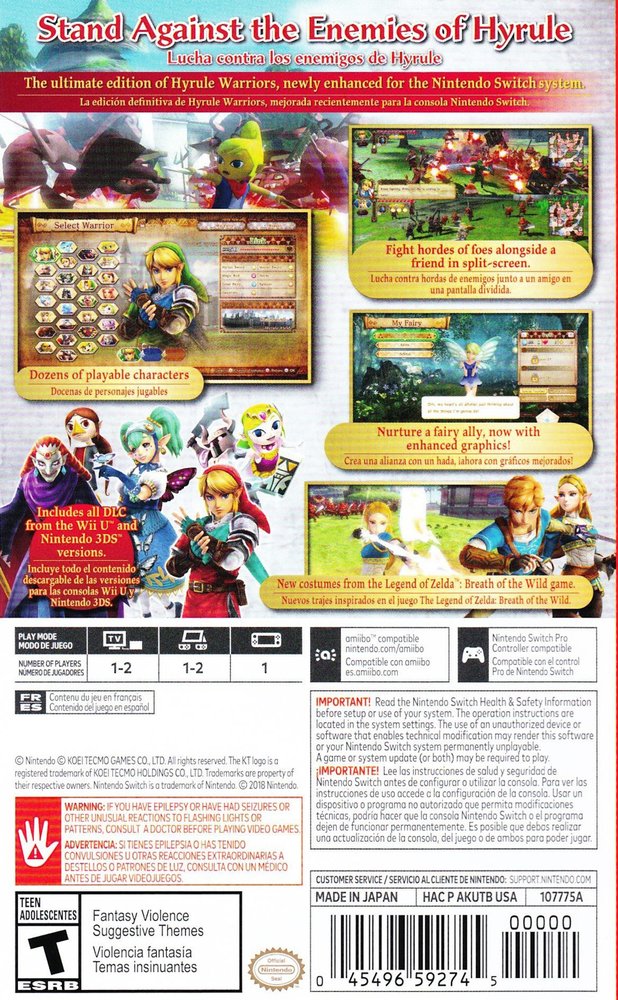 Stand Against the Enemies of Hyrule
Lucha contra los enemigos de Hyrule
The ultimate edition of Hyrule Warriors, newly enhanced for the Nintendo Switch system.
La edición definitiva de Hyrule Warriors, mejorada recientemente para la consola Nintendo Switch.
Select Warrior
Link
Dozens of playable characters
Docenas de personajes jugables
Fight hordes of foes alongside a
friend in split-screen.
Lucha contra hordas de enemigos junto a un amigo en
una pantalla dividida.
My Fairy
Nurture a fairy ally, now with
enhanced graphics!
Crea una alianza con un hada, ¡ahora con gráficos mejorados!
Includes all DLC
from the Wii U™ and
Nintendo 3DS™
versions.
Incluye todo el contenido
descargable de las versiones
para las consolas Wii U y
Nintendo 3DS.
New costumes from the Legend of Zelda™: Breath of the Wild game.
Nuevos trajes inspirados en el juego The Legend of Zelda: Breath of the Wild.
PLAY MODE
MODO DE JUEGO
TV
NUMBER OF PLAYERS
NÚMERO DE JUGADORES
1-2
1-2
1
amiibo™ compatible
nintendo.com/amiibo
Compatible con amiibo
es.amiibo.com
Nintendo Switch Pro
Controller compatible
Compatible con el control
Pro de Nintendo Switch
FR
ES
Contenu du jeu en français
Contenido del juego en español
IMPORTANT! Read the Nintendo Switch Health & Safety Information
before setup or use of your system. The operation instructions are
located in the system settings. The use of an unauthorized device or
software that enables technical modification may render this software
or your Nintendo Switch system permanently unplayable.
A game or system update (or both) may be required to play.
¡IMPORTANTE! Lee las instrucciones de salud y seguridad de
Nintendo Switch antes de configurar o utilizar la consola. Para ver las
instrucciones de uso accede a la configuración de la consola. Usar un
dispositivo o programa no autorizado que permita modificaciones
técnicas, podría hacer que la consola Nintendo Switch o el programa
dejen de funcionar permanentemente. Es posible que debas realizar
una actualización de la consola, del juego o de ambos para poder jugar.
© Nintendo © KOEI TECMO GAMES CO., LTD. All rights reserved. The KT logo is a
registered trademark of KOEI TECMO HOLDINGS CO., LTD. Trademarks are property of
their respective owners. Nintendo Switch is a trademark of Nintendo. © 2018 Nintendo.
WARNING: IF YOU HAVE EPILEPSY OR HAVE HAD SEIZURES OR
OTHER UNUSUAL REACTIONS TO FLASHING LIGHTS OR
PATTERNS, CONSULT A DOCTOR BEFORE PLAYING VIDEO GAMES.
ADVERTENCIA: SI TIENES EPILEPSIA O HAS TENIDO
CONVULSIONES U OTRAS REACCIONES EXTRAORDINARIAS A
DESTELLOS O PATRONES DE LUZ, CONSULTA CON UN MÉDICO
ANTES DE JUGAR VIDEOJUEGOS.
CUSTOMER SERVICE / SERVICIO AL CLIENTE DE NINTENDO: SUPPORT.NINTENDO.COM
MADE IN JAPAN
HAC P AKUTB USA
107775A
TEEN
ADOLESCENTES
T
ESRB
Fantasy Violence
Suggestive Themes
Violencia fantasía
Temas insinuantes
Official
Nintendo
Seal
00000
0 45496 59274 5